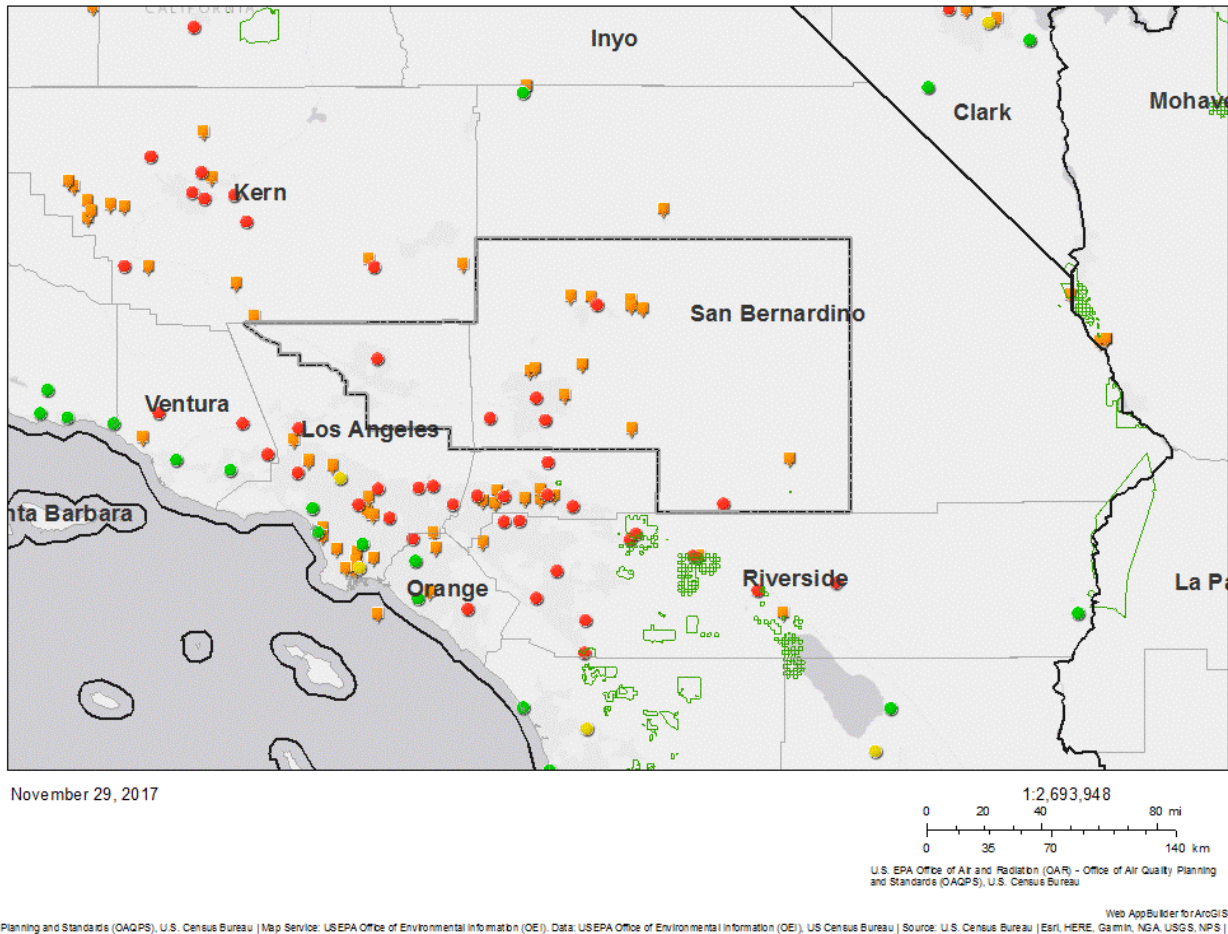 CALIFORNIA
Inyo
Clark
Mohave
Kern
San Bernardino
Ventura
Los Angeles
nta Barbara
Orange
Riverside
La Pa
November 29, 2017
1:2,693,948
0 20 40 80 mi
0 35 70 140 km
U.S. EPA Office of Air and Radiation (OAR) - Office of Air Quality Planning
and Standards (OAQPS), U.S. Census Bureau
Web AppBuilder for ArcGIS
Planning and Standards (OAQPS), U.S. Census Bureau | Map Service: USEPA Office of Environmental Information (OEI). Data: USEPA Office of Environmental Information (OEI), US Census Bureau | Source: U.S. Census Bureau | Esri, HERE, Garmin, NGA, USGS, NPS |